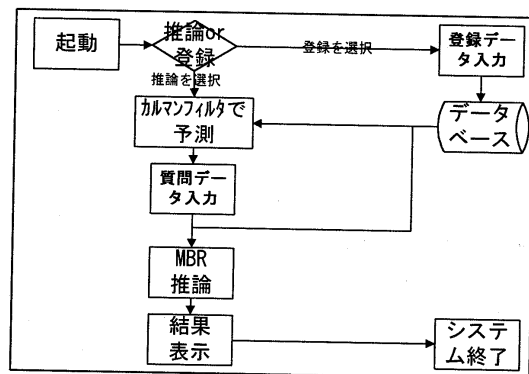 起動
推論or
登録
登録を選択
登録デー
タ入力
推論を選択
カルマンフィルタで
予測
データ
ベース
質問デー
タ入力
MBR
推論
結果
表示
システ
ム終了